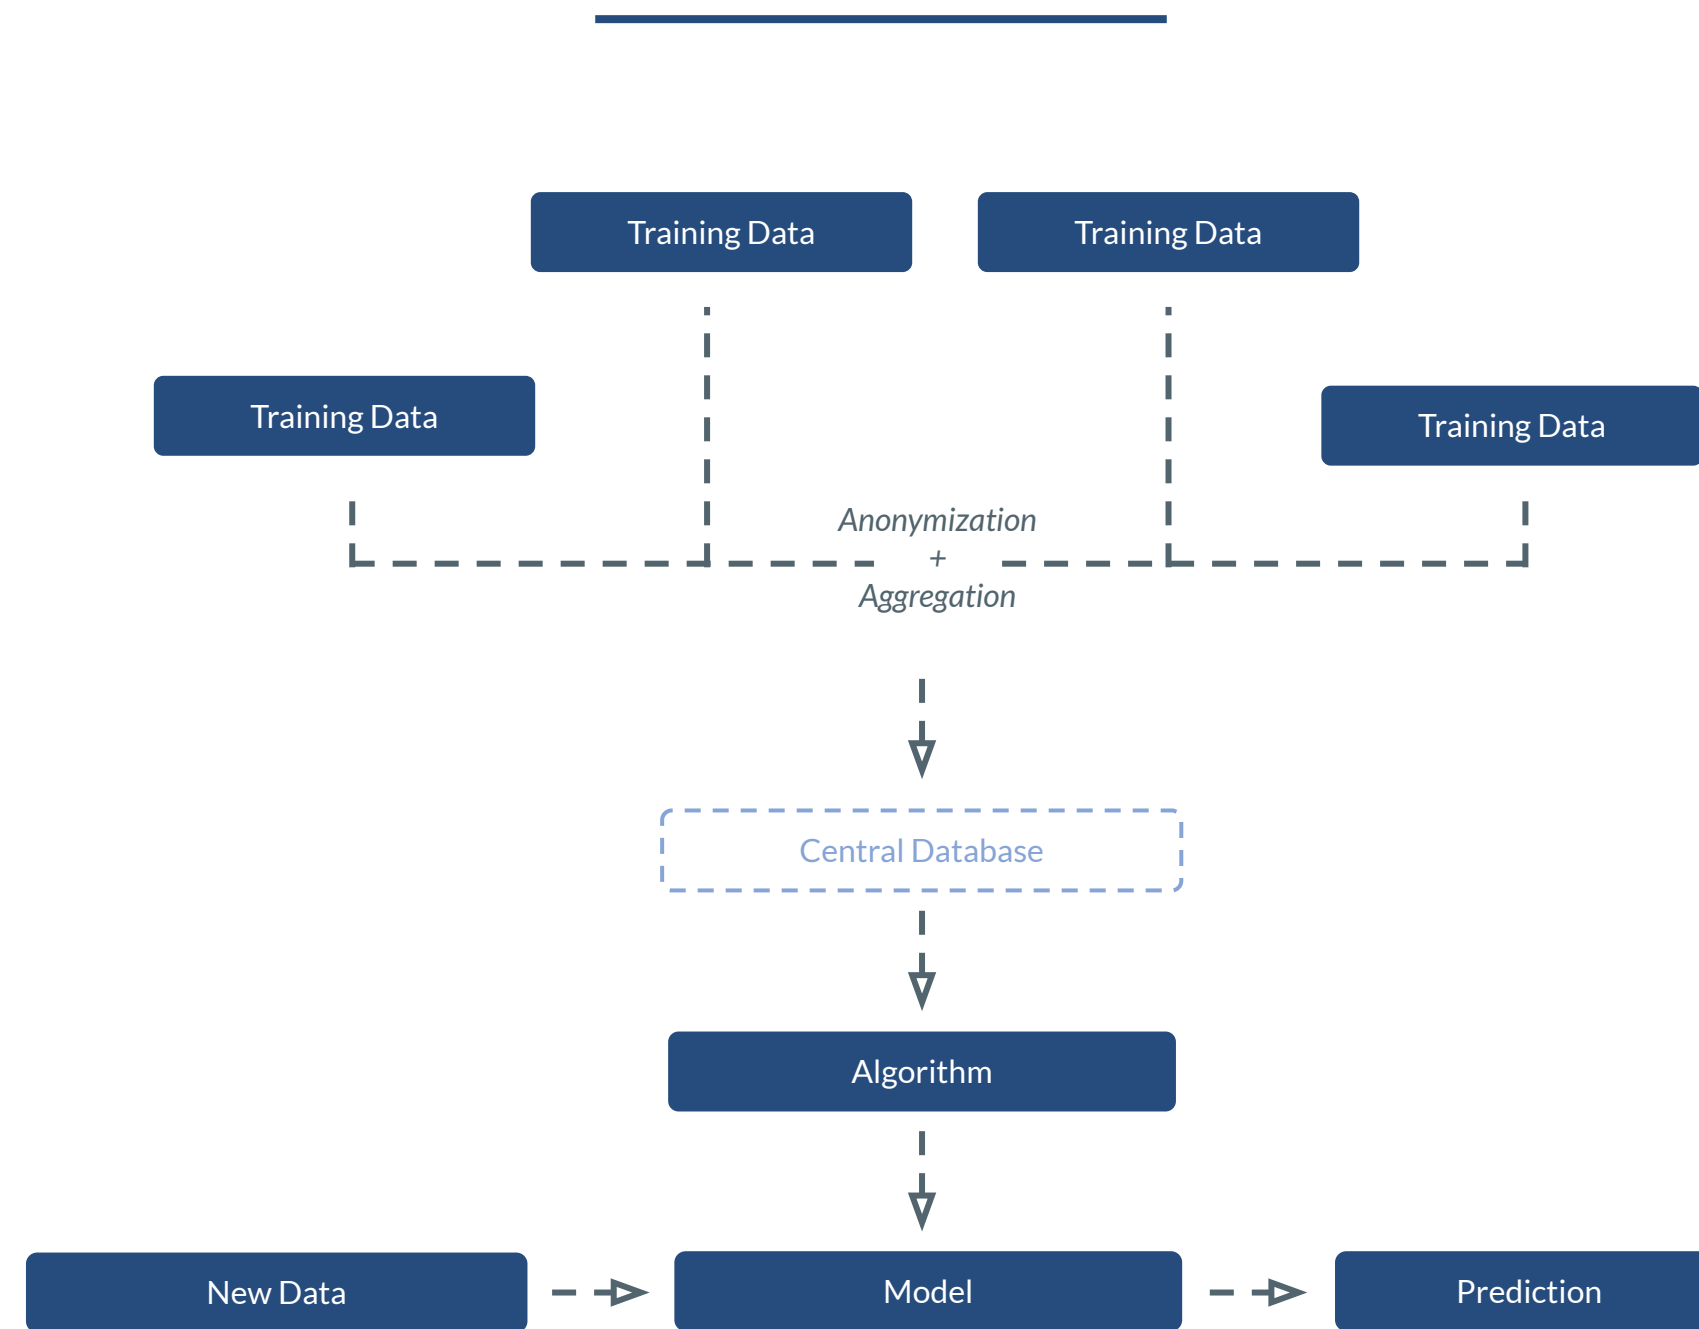 Training Data
Training Data
Training Data
Training Data
Anonymization
+
Aggregation
Central Database
Algorithm
New Data
Model
Prediction